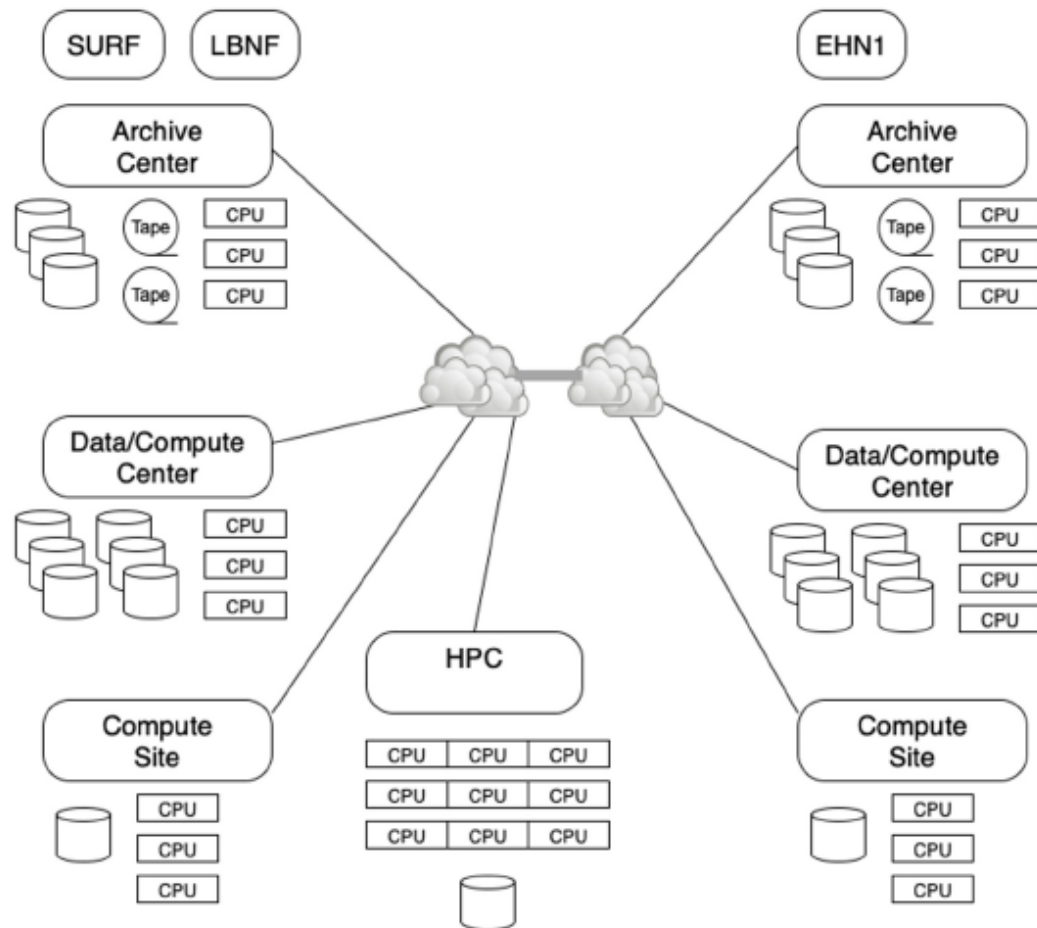 SURF
LBNF
EHN1
Archive
Center
Archive
Center
Tape
CPU
CPU
Tape
CPU
Tape
CPU
CPU
Tape
CPU
Data/Compute
Center
Data/Compute
Center
CPU
CPU
CPU
CPU
CPU
CPU
HPC
Compute
Site
Compute
Site
CPU CPU CPU
CPU CPU CPU
CPU CPU CPU
CPU
CPU
CPU
CPU
CPU
CPU